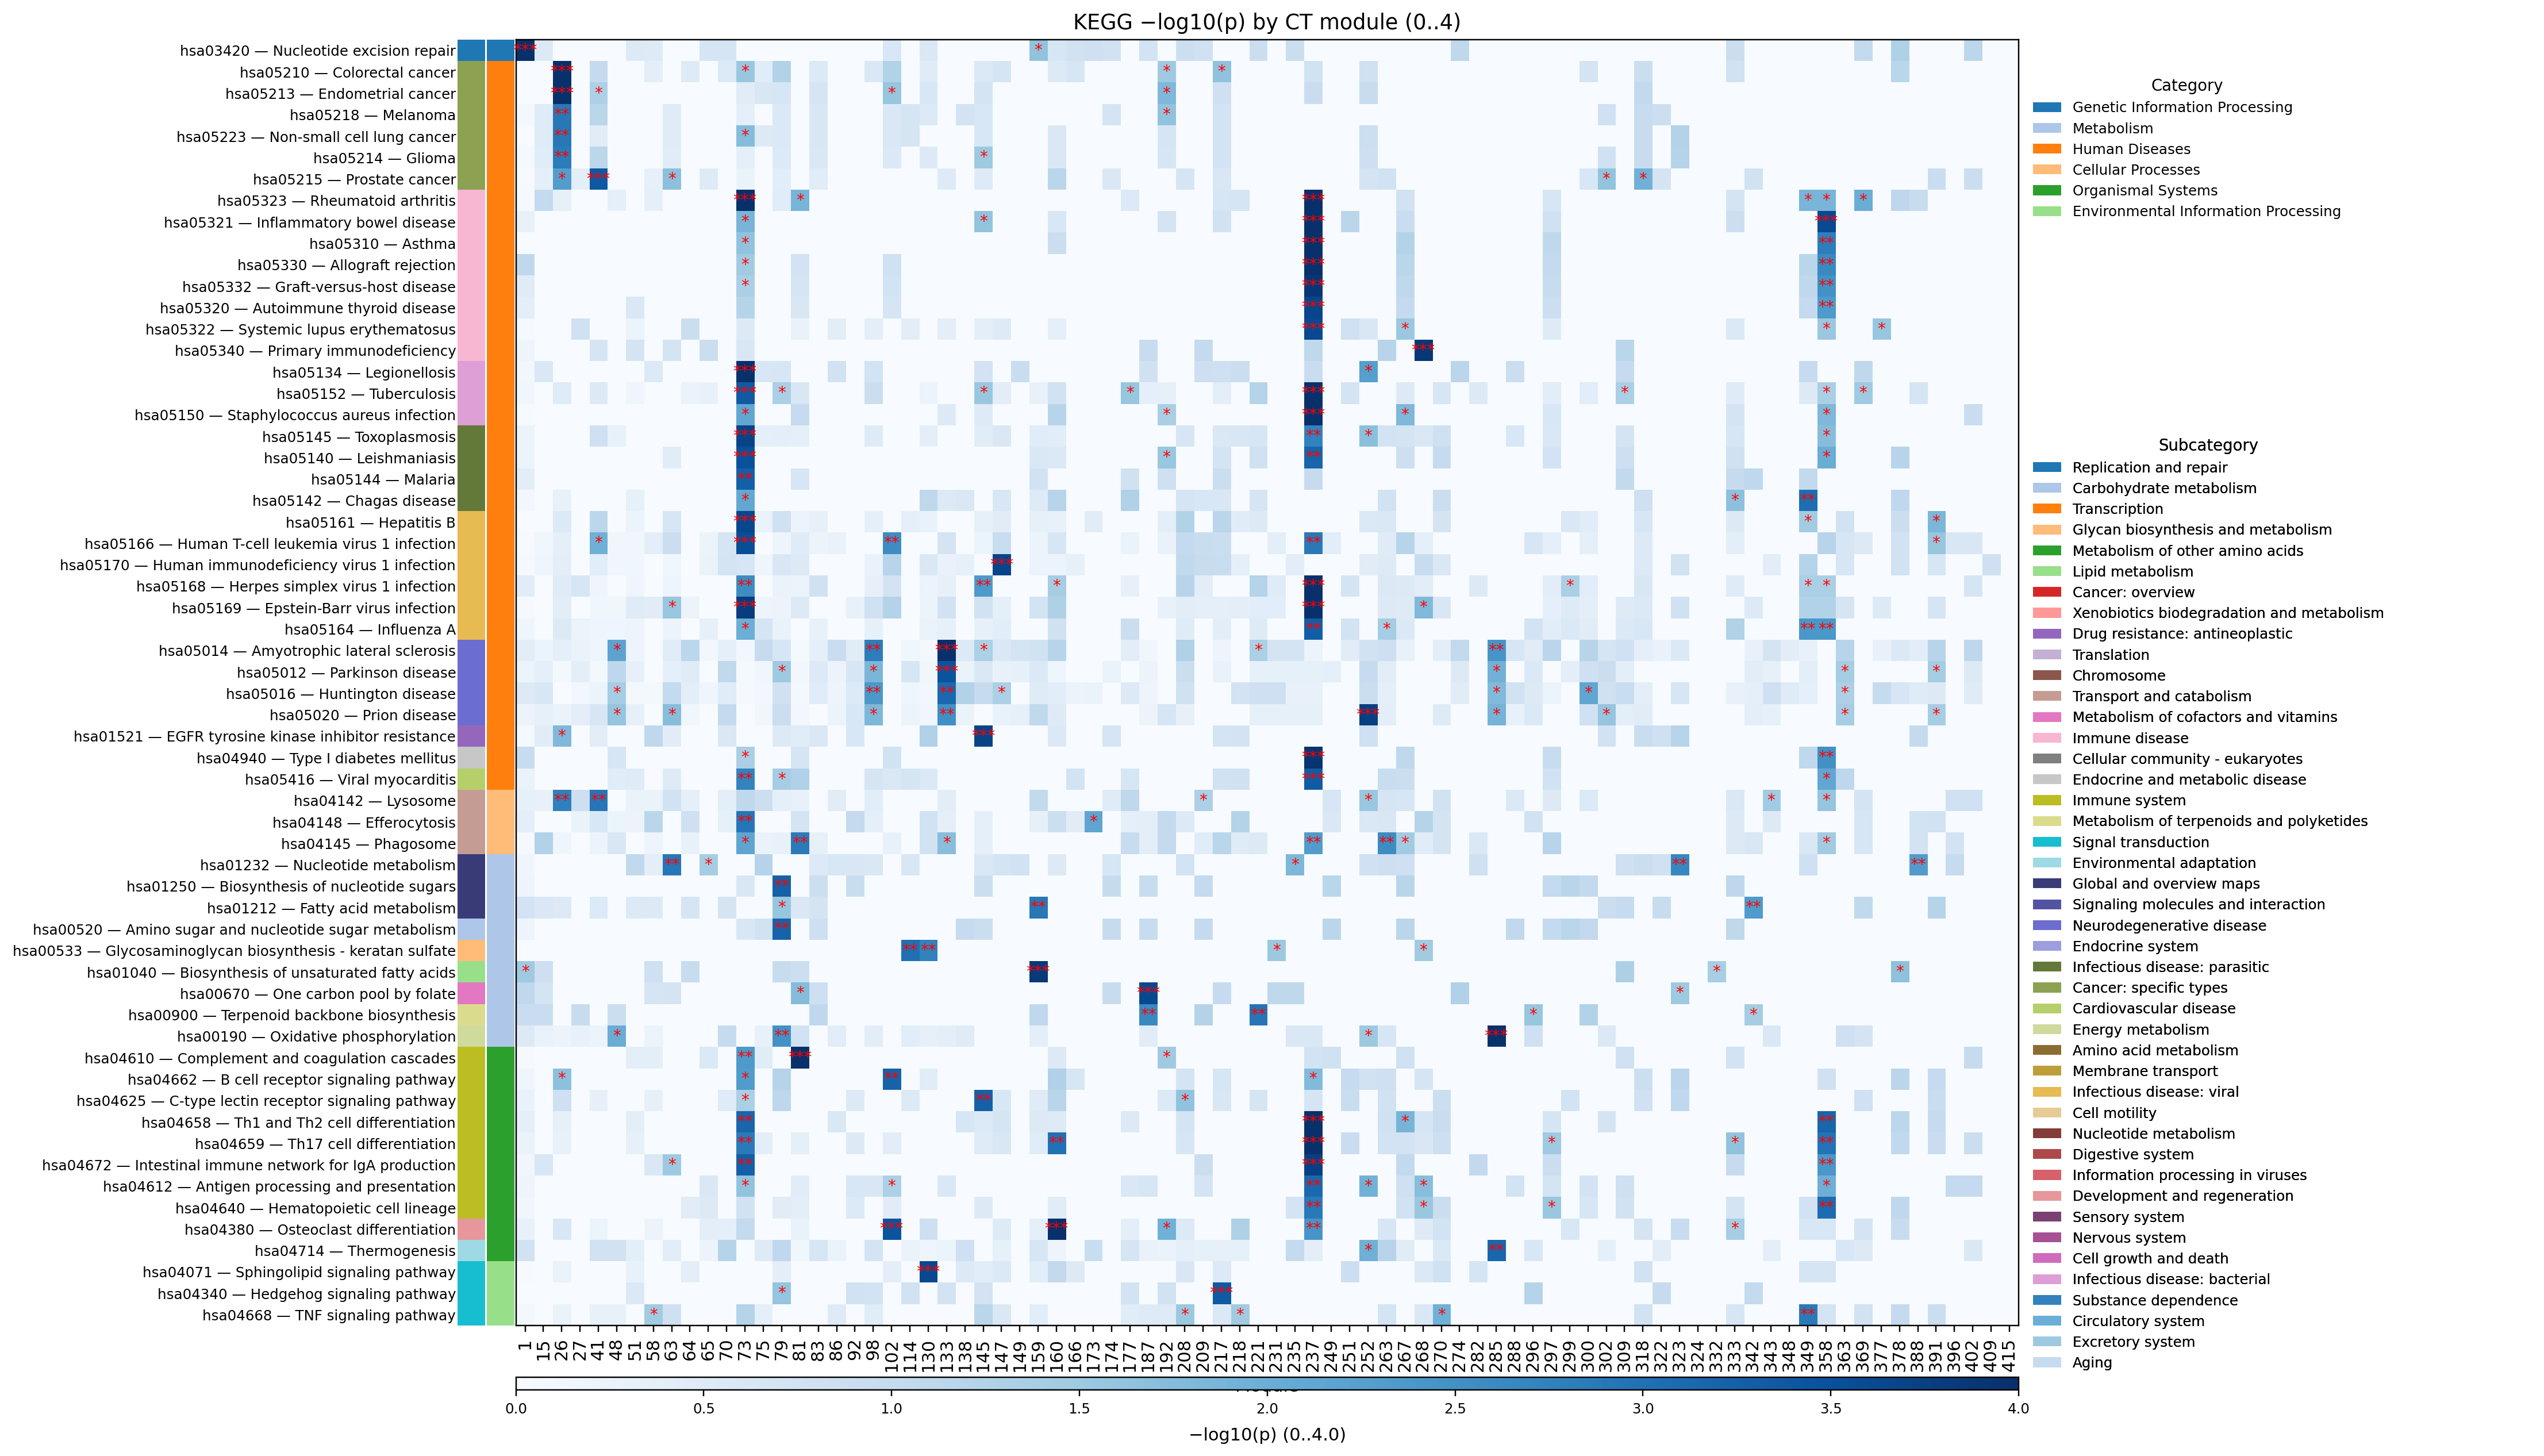 KEGG −log10(p) by CT module (0..4)
hsa03420 — Nucleotide excision repair
hsa05210 — Colorectal cancer
hsa05213 — Endometrial cancer
hsa05218 — Melanoma
hsa05223 — Non-small cell lung cancer
hsa05214 — Glioma
hsa05215 — Prostate cancer
hsa05323 — Rheumatoid arthritis
hsa05321 — Inflammatory bowel disease
hsa05310 — Asthma
hsa05330 — Allograft rejection
hsa05332 — Graft-versus-host disease
hsa05320 — Autoimmune thyroid disease
hsa05322 — Systemic lupus erythematosus
hsa05340 — Primary immunodeficiency
hsa05134 — Legionellosis
hsa05152 — Tuberculosis
hsa05150 — Staphylococcus aureus infection
hsa05145 — Toxoplasmosis
hsa05140 — Leishmaniasis
hsa05144 — Malaria
hsa05142 — Chagas disease
hsa05161 — Hepatitis B
hsa05166 — Human T-cell leukemia virus 1 infection
hsa05170 — Human immunodeficiency virus 1 infection
hsa05168 — Herpes simplex virus 1 infection
hsa05169 — Epstein-Barr virus infection
hsa05164 — Influenza A
hsa05014 — Amyotrophic lateral sclerosis
hsa05012 — Parkinson disease
hsa05016 — Huntington disease
hsa05020 — Prion disease
hsa01521 — EGFR tyrosine kinase inhibitor resistance
hsa04940 — Type I diabetes mellitus
hsa05416 — Viral myocarditis
hsa04142 — Lysosome
hsa04148 — Efferocytosis
hsa04145 — Phagosome
hsa01232 — Nucleotide metabolism
hsa01250 — Biosynthesis of nucleotide sugars
hsa01212 — Fatty acid metabolism
hsa00520 — Amino sugar and nucleotide sugar metabolism
hsa00533 — Glycosaminoglycan biosynthesis - keratan sulfate
hsa01040 — Biosynthesis of unsaturated fatty acids
hsa00670 — One carbon pool by folate
hsa00900 — Terpenoid backbone biosynthesis
hsa00190 — Oxidative phosphorylation
hsa04610 — Complement and coagulation cascades
hsa04662 — B cell receptor signaling pathway
hsa04625 — C-type lectin receptor signaling pathway
hsa04658 — Th1 and Th2 cell differentiation
hsa04659 — Th17 cell differentiation
hsa04672 — Intestinal immune network for IgA production
hsa04612 — Antigen processing and presentation
hsa04640 — Hematopoietic cell lineage
hsa04380 — Osteoclast differentiation
hsa04714 — Thermogenesis
hsa04071 — Sphingolipid signaling pathway
hsa04340 — Hedgehog signaling pathway
hsa04668 — TNF signaling pathway
1 15 26 27 41 48 51 58 63 64 65 70 73 75 79 81 83 86 92 98 102 114 130 133 138 145 147 149 159 160 166 173 174 177 187 192 208 209 217 218 221 231 235 237 249 251 252 263 267 268 270 274 282 285 288 296 297 299 300 302 309 318 322 323 324 332 333 342 343 348 349 358 363 369 377 378 388 391 396 402 409 415
0.0 0.5 1.0 1.5 2.0 2.5 3.0 3.5 4.0
−log10(p) (0..4.0)
Category
Genetic Information Processing
Metabolism
Human Diseases
Cellular Processes
Organismal Systems
Environmental Information Processing
Subcategory
Replication and repair
Carbohydrate metabolism
Transcription
Glycan biosynthesis and metabolism
Metabolism of other amino acids
Lipid metabolism
Cancer: overview
Xenobiotics biodegradation and metabolism
Drug resistance: antineoplastic
Translation
Chromosome
Transport and catabolism
Metabolism of cofactors and vitamins
Immune disease
Cellular community - eukaryotes
Endocrine and metabolic disease
Immune system
Metabolism of terpenoids and polyketides
Signal transduction
Environmental adaptation
Global and overview maps
Signaling molecules and interaction
Neurodegenerative disease
Endocrine system
Infectious disease: parasitic
Cancer: specific types
Cardiovascular disease
Energy metabolism
Amino acid metabolism
Membrane transport
Infectious disease: viral
Cell motility
Nucleotide metabolism
Digestive system
Information processing in viruses
Development and regeneration
Sensory system
Nervous system
Cell growth and death
Infectious disease: bacterial
Substance dependence
Circulatory system
Excretory system
Aging